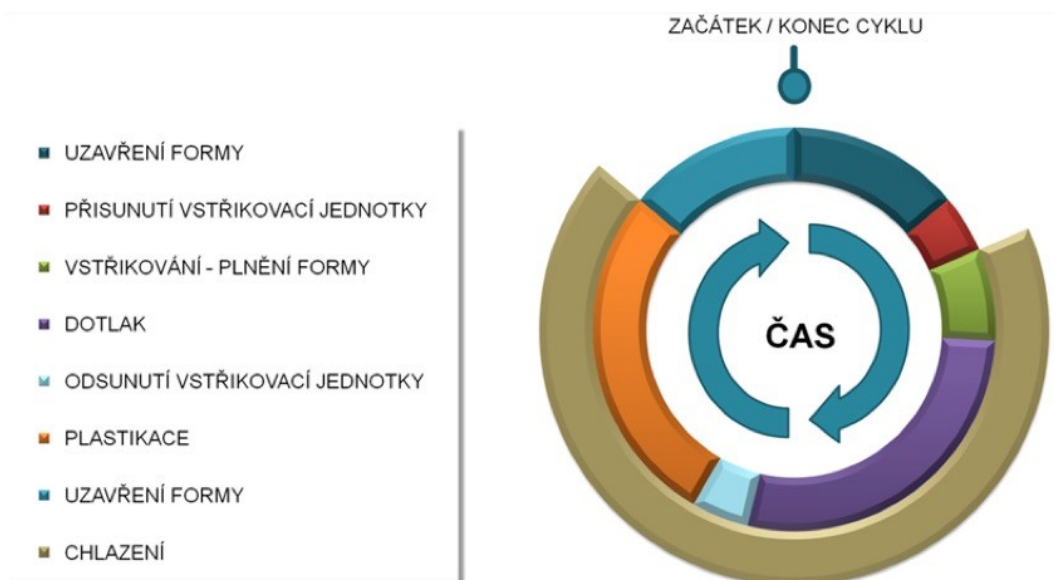 ZAČÁTEK / KONEC CYKLU
UZAVŘENÍ FORMY
PŘISUNUTÍ VSTŘIKOVACÍ JEDNOTKY
VSTŘIKOVÁNÍ - PLNĚNÍ FORMY
DOTLAK
ODSUNUTÍ VSTŘIKOVACÍ JEDNOTKY
PLASTIKACE
UZAVŘENÍ FORMY
CHLAZENÍ
ČAS